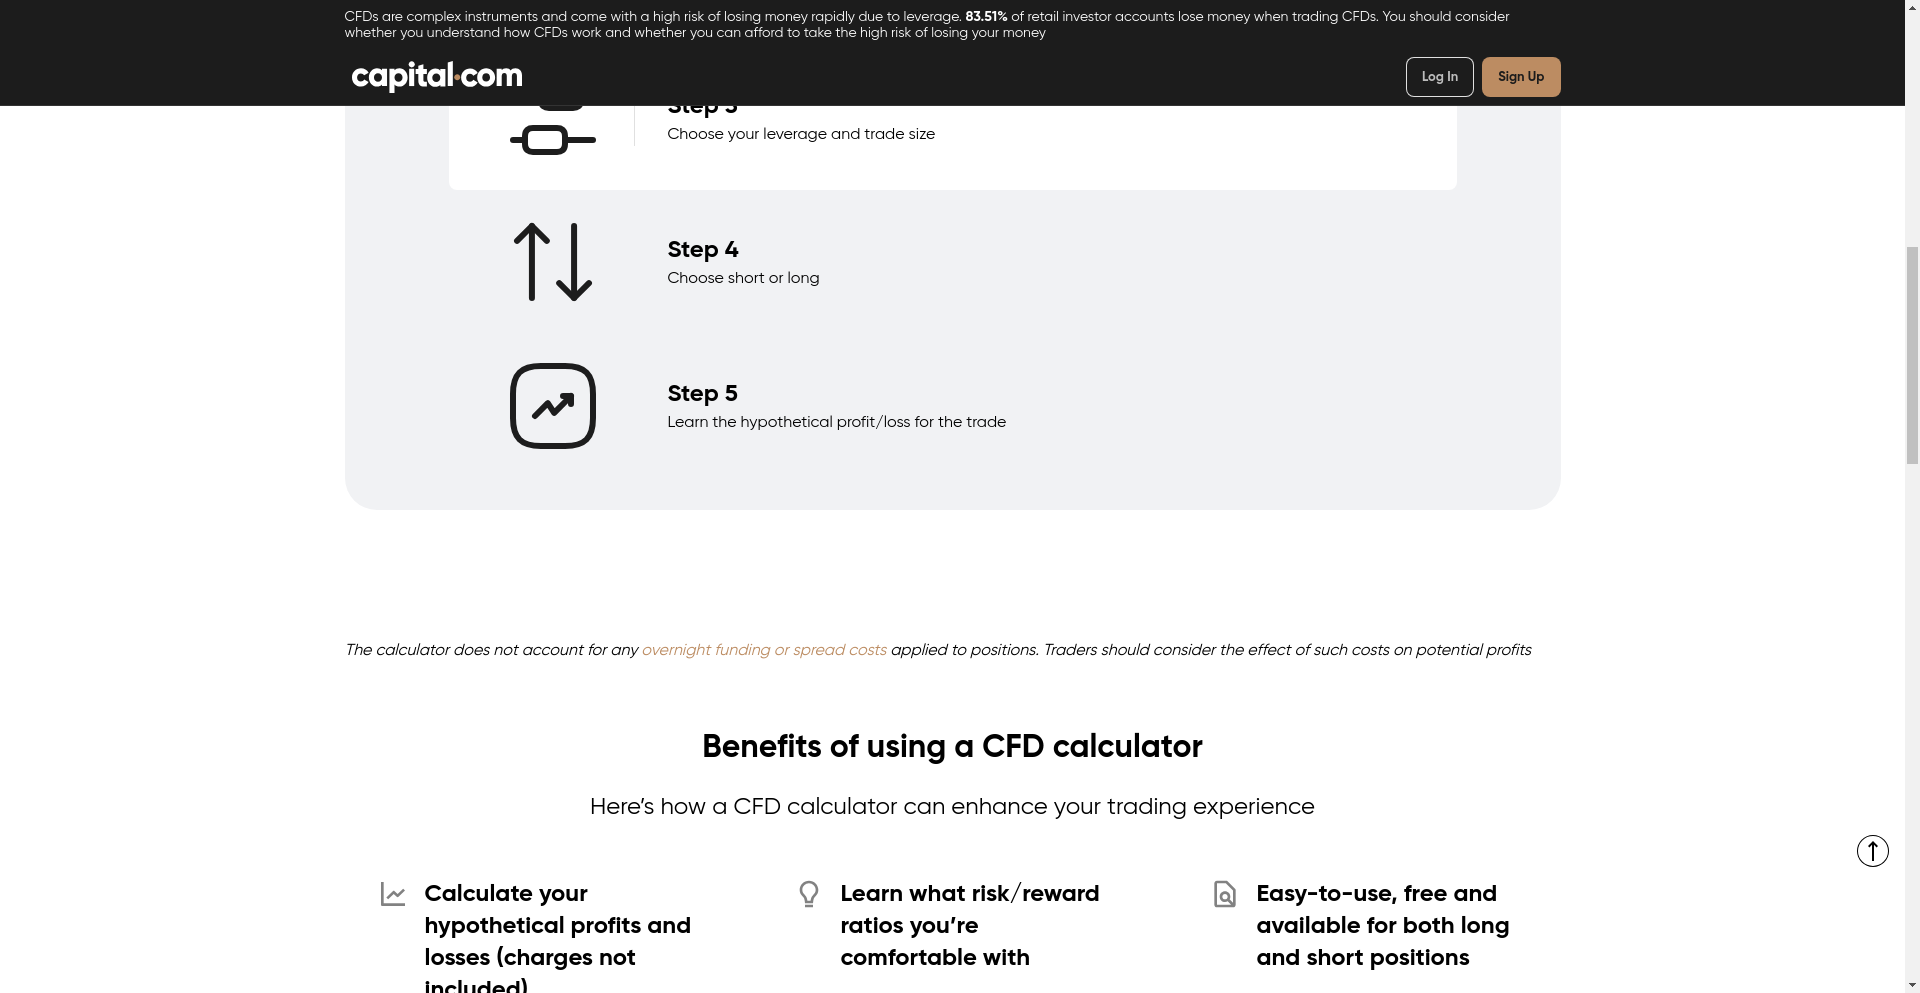 CFDs are complex instruments and come with a high risk of losing money rapidly due to leverage. 83.51% of retail investor accounts lose money when trading CFDs. You should consider
whether you understand how CFDs work and whether you can afford to take the high risk of losing your money
capital.com
Log In
Sign Up
Step 3
Choose your leverage and trade size
Step 4
Choose short or long
Step 5
Learn the hypothetical profit/loss for the trade
The calculator does not account for any overnight funding or spread costs applied to positions. Traders should consider the effect of such costs on potential profits
Benefits of using a CFD calculator
Here’s how a CFD calculator can enhance your trading experience
Calculate your
hypothetical profits and
losses (charges not
included)
Learn what risk/reward
ratios you’re
comfortable with
Easy-to-use, free and
available for both long
and short positions